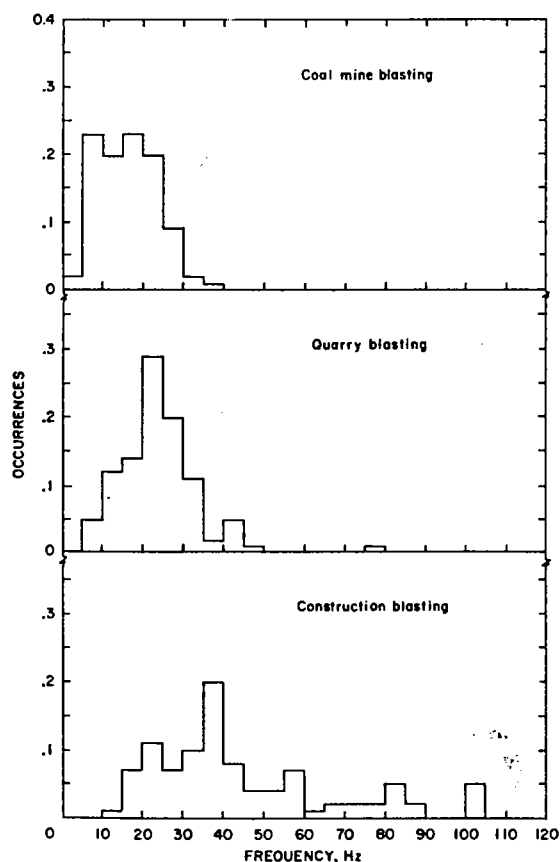 0.4
Coal mine blasting
.3
.2
.1
0
Quarry blasting
.3
.2
.1
0
OCCURRENCES
Construction blasting
.3
.2
.1
0 10 20 30 40 50 60 70 80 90 100 110 120
FREQUENCY, Hz